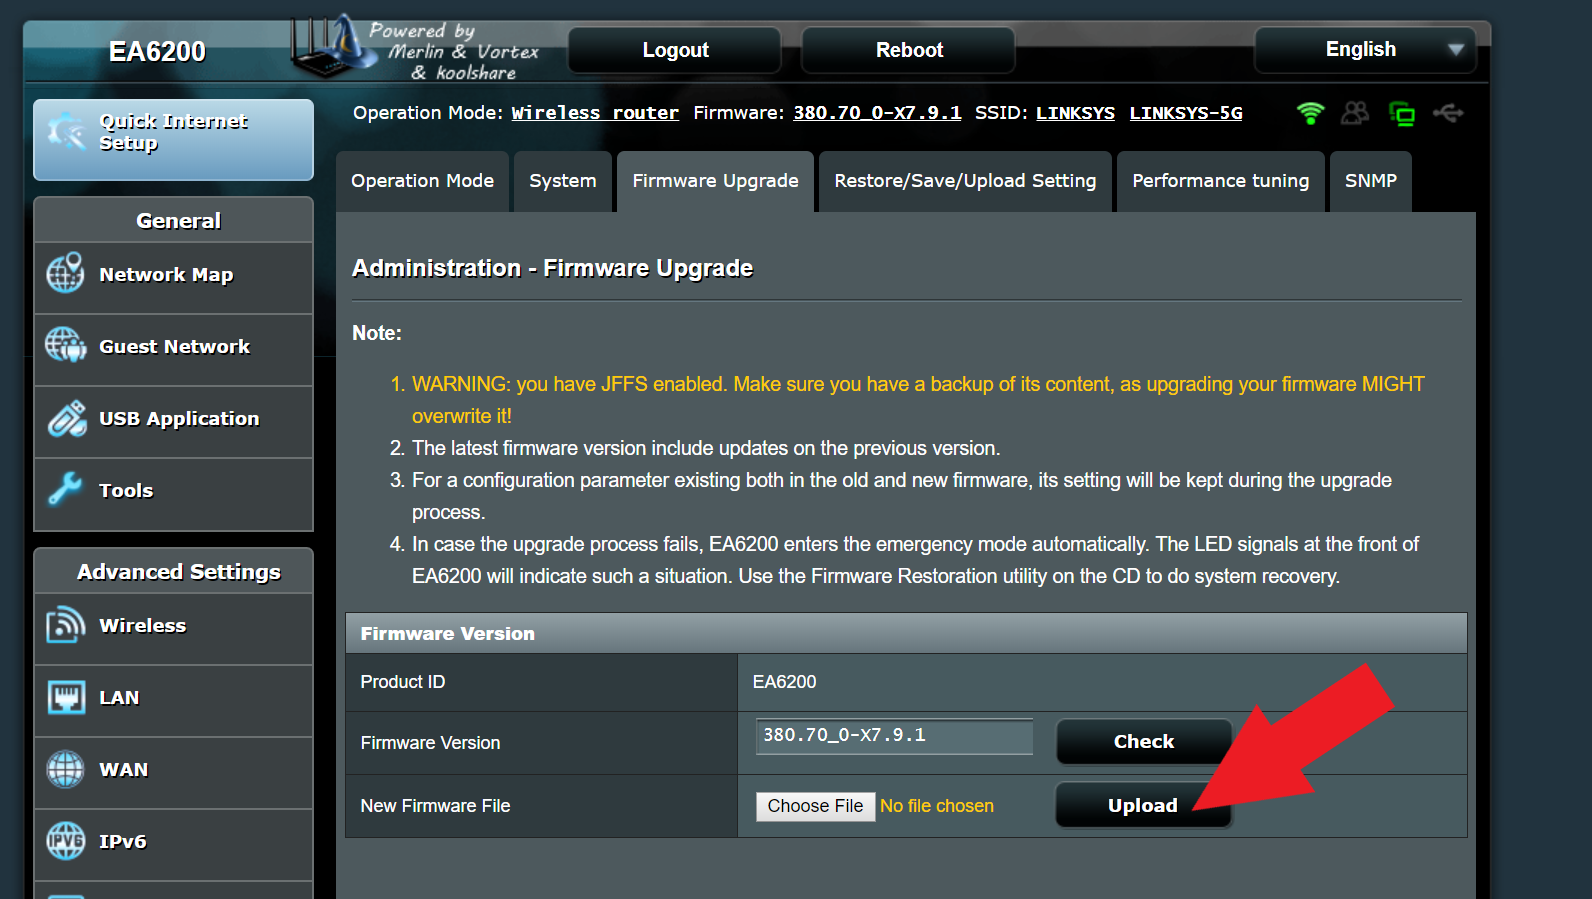 EA6200
Powered by
Merlin & Vortex
& koolshare
Logout
Reboot
English
Quick Internet
Setup
Operation Mode: Wireless router Firmware: 380.70_0-X7.9.1 SSID: LINKSYS LINKSYS-5G
Operation Mode
System
Firmware Upgrade
Restore/Save/Upload Setting
Performance tuning
SNMP
General
Network Map
Guest Network
USB Application
Tools
Advanced Settings
Wireless
LAN
WAN
IPV6
IPv6
Administration - Firmware Upgrade
Note:
1. WARNING: you have JFFS enabled. Make sure you have a backup of its content, as upgrading your firmware MIGHT
overwrite it!
2. The latest firmware version include updates on the previous version.
3. For a configuration parameter existing both in the old and new firmware, its setting will be kept during the upgrade
process.
4. In case the upgrade process fails, EA6200 enters the emergency mode automatically. The LED signals at the front of
EA6200 will indicate such a situation. Use the Firmware Restoration utility on the CD to do system recovery.
Firmware Version
Product ID
EA6200
Firmware Version
380.70_0-X7.9.1
Check
New Firmware File
Choose File
No file chosen
Upload